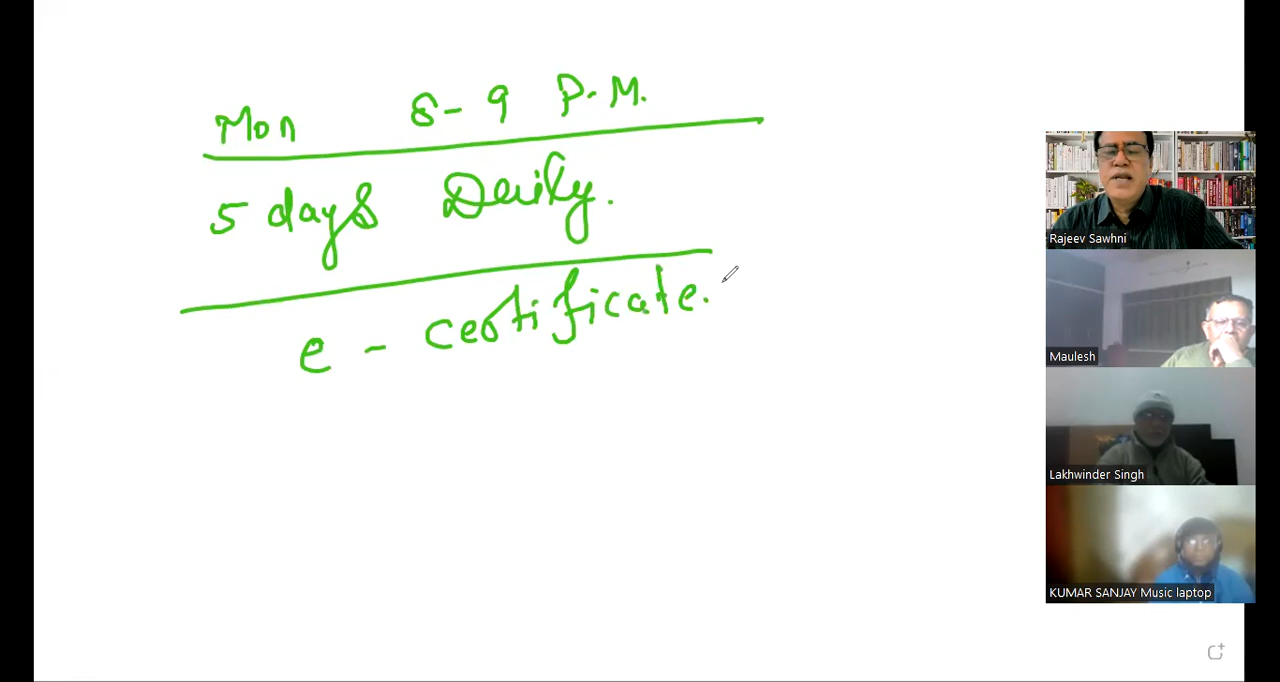 Mon 8-9 P.M.
5 days Daily.
e - certificate.
Rajeev Sawhni
Maulesh
Lakhwinder Singh
KUMAR SANJAY Music laptop